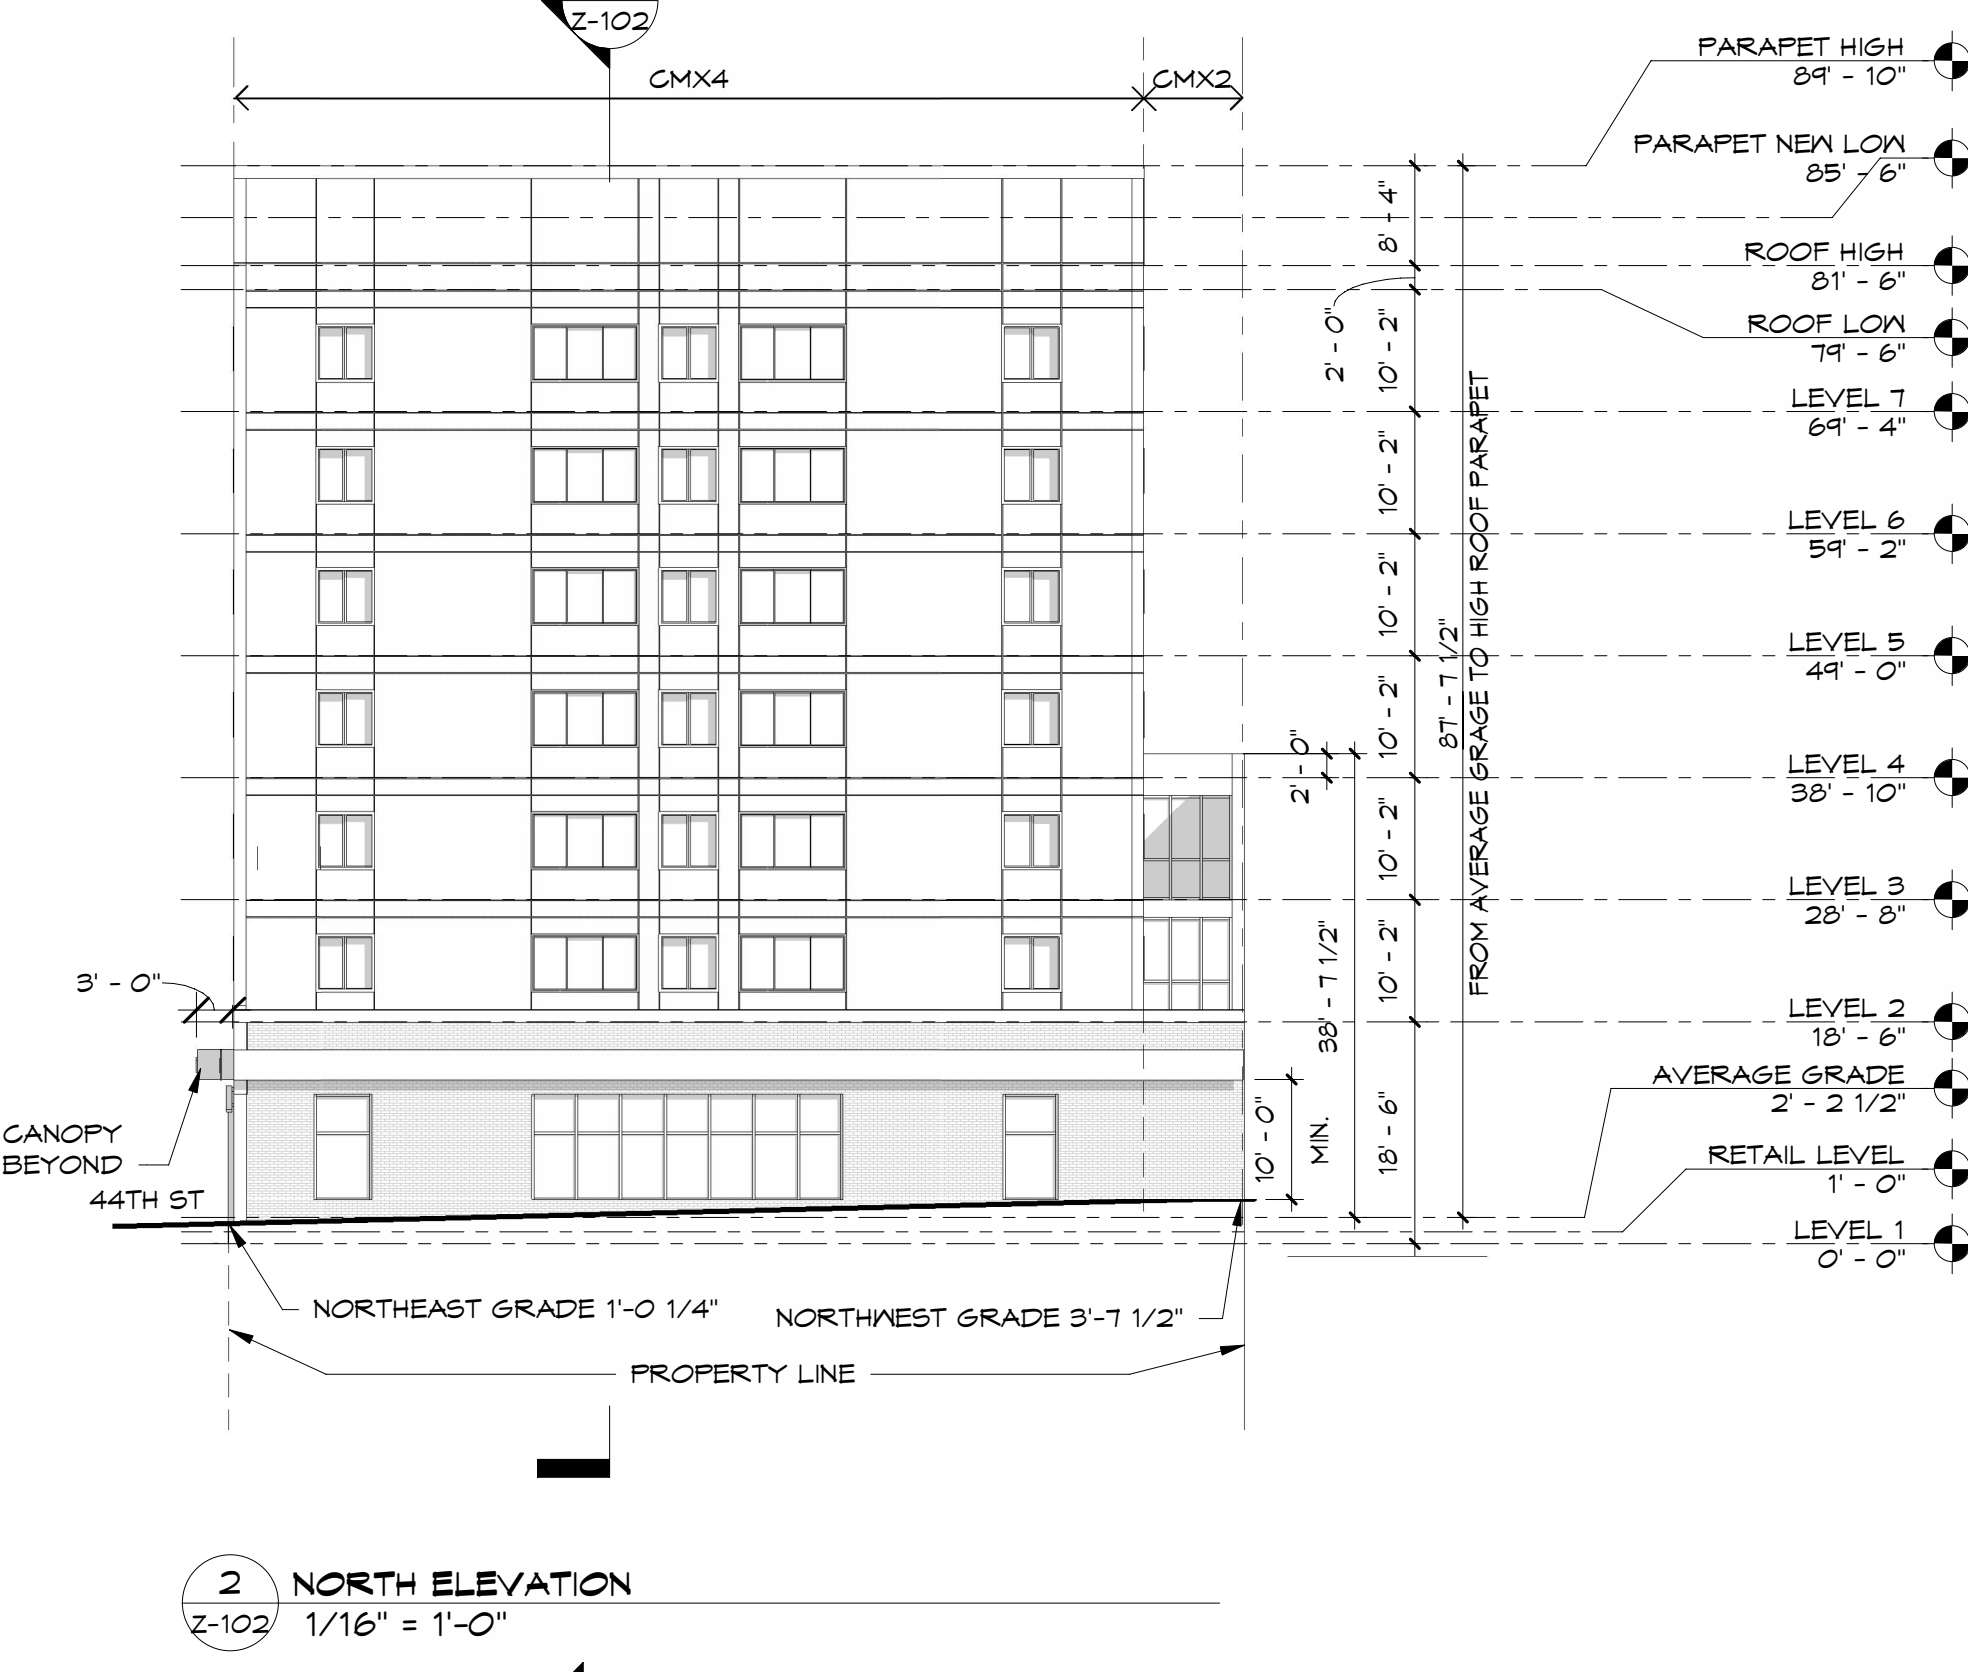 Z-102
CMX4
CMX2
PARAPET HIGH
89' - 10"
PARAPET NEW LOW
85' - 6"
ROOF HIGH
81' - 6"
ROOF LOW
79' - 6"
LEVEL 7
69' - 4"
LEVEL 6
59' - 2"
LEVEL 5
49' - 0"
LEVEL 4
38' - 10"
LEVEL 3
28' - 8"
LEVEL 2
18' - 6"
AVERAGE GRADE
2' - 2 1/2"
RETAIL LEVEL
1' - 0"
LEVEL 1
0' - 0"
8' - 4"
2' - 0"
10' - 2"
10' - 2"
10' - 2"
10' - 2"
10' - 2"
10' - 2"
18' - 6"
87' - 7 1/2"
FROM AVERAGE GRAGE TO HIGH ROOF PARAPET
2' - 0"
38' - 7 1/2"
MIN.
10' - 0"
3' - 0"
CANOPY
BEYOND
44TH ST
NORTHEAST GRADE 1'-0 1/4"
NORTHWEST GRADE 3'-7 1/2"
PROPERTY LINE
2
Z-102
NORTH ELEVATION
1/16" = 1'-0"